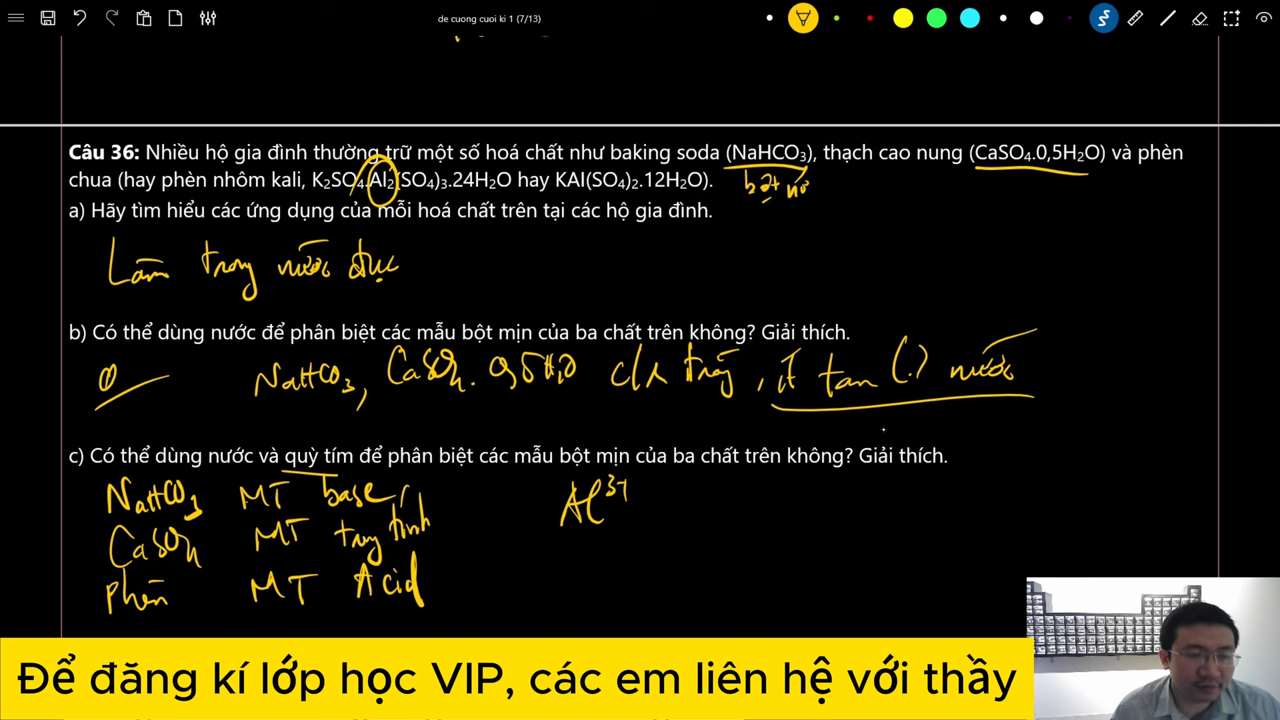 de cuong cuoi ki 1 (7/13)
Câu 36: Nhiều hộ gia đình thường trữ một số hoá chất như baking soda (NaHCO₃), thạch cao nung (CaSO₄.0,5H₂O) và phèn
chua (hay phèn nhôm kali, K₂SO₄.Al₂(SO₄)₃.24H₂O hay KAl(SO₄)₂.12H₂O).
bột nở
a) Hãy tìm hiểu các ứng dụng của mỗi hoá chất trên tại các hộ gia đình.
Làm trong nước đục
b) Có thể dùng nước để phân biệt các mẫu bột mịn của ba chất trên không? Giải thích.
NaHCO₃, CaSO₄. 0,5H₂O c/r trắng, ít tan (.) nước
c) Có thể dùng nước và quỳ tím để phân biệt các mẫu bột mịn của ba chất trên không? Giải thích.
NaHCO₃ MT base Al³⁺
CaSO₄ MT trung tính
Phèn MT Acid
Để đăng kí lớp học VIP, các em liên hệ với thầy